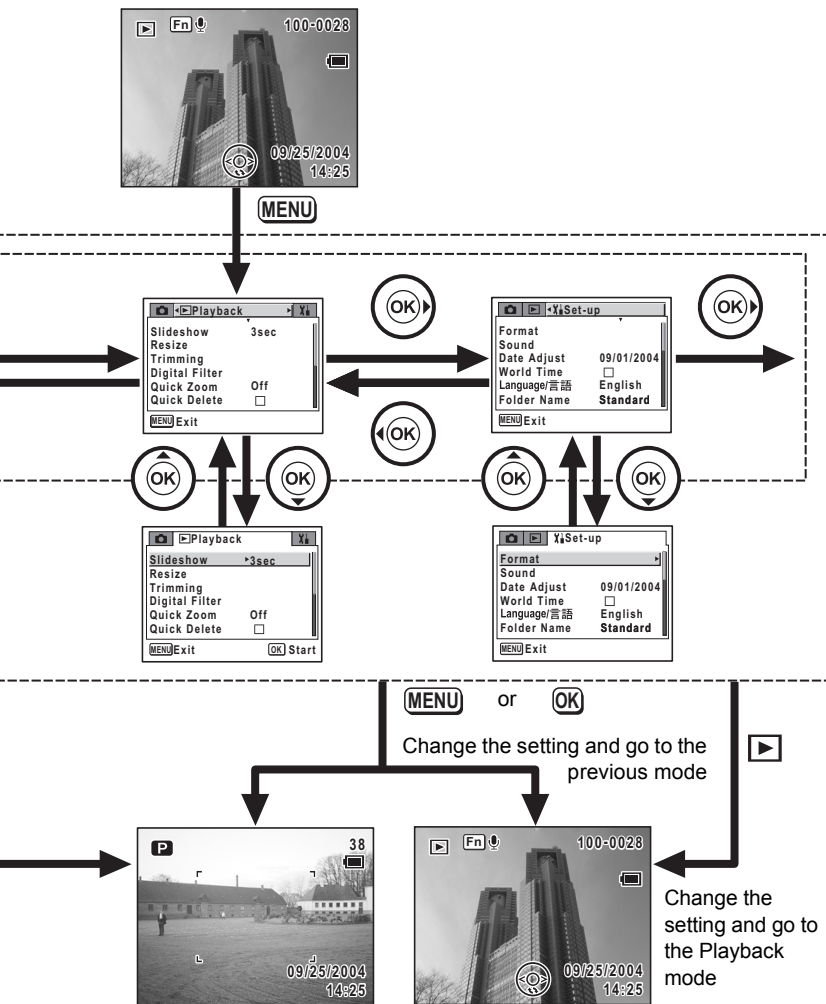 Fn 100-0028
09/25/2004
14:25
MENU
Playback
Slideshow 3sec
Resize
Trimming
Digital Filter
Quick Zoom Off
Quick Delete
MENU Exit
OK
OK
Set-up
Format
Sound
Date Adjust 09/01/2004
World Time
Language/言語 English
Folder Name Standard
MENU Exit
OK
OK OK
OK OK
Playback
Slideshow 3sec
Resize
Trimming
Digital Filter
Quick Zoom Off
Quick Delete
MENU Exit OK Start
Set-up
Format
Sound
Date Adjust 09/01/2004
World Time
Language/言語 English
Folder Name Standard
MENU Exit
MENU or OK
Change the setting and go to the
previous mode
P 38
09/25/2004
14:25
Fn 100-0028
09/25/2004
14:25
Change the
setting and go to
the Playback
mode